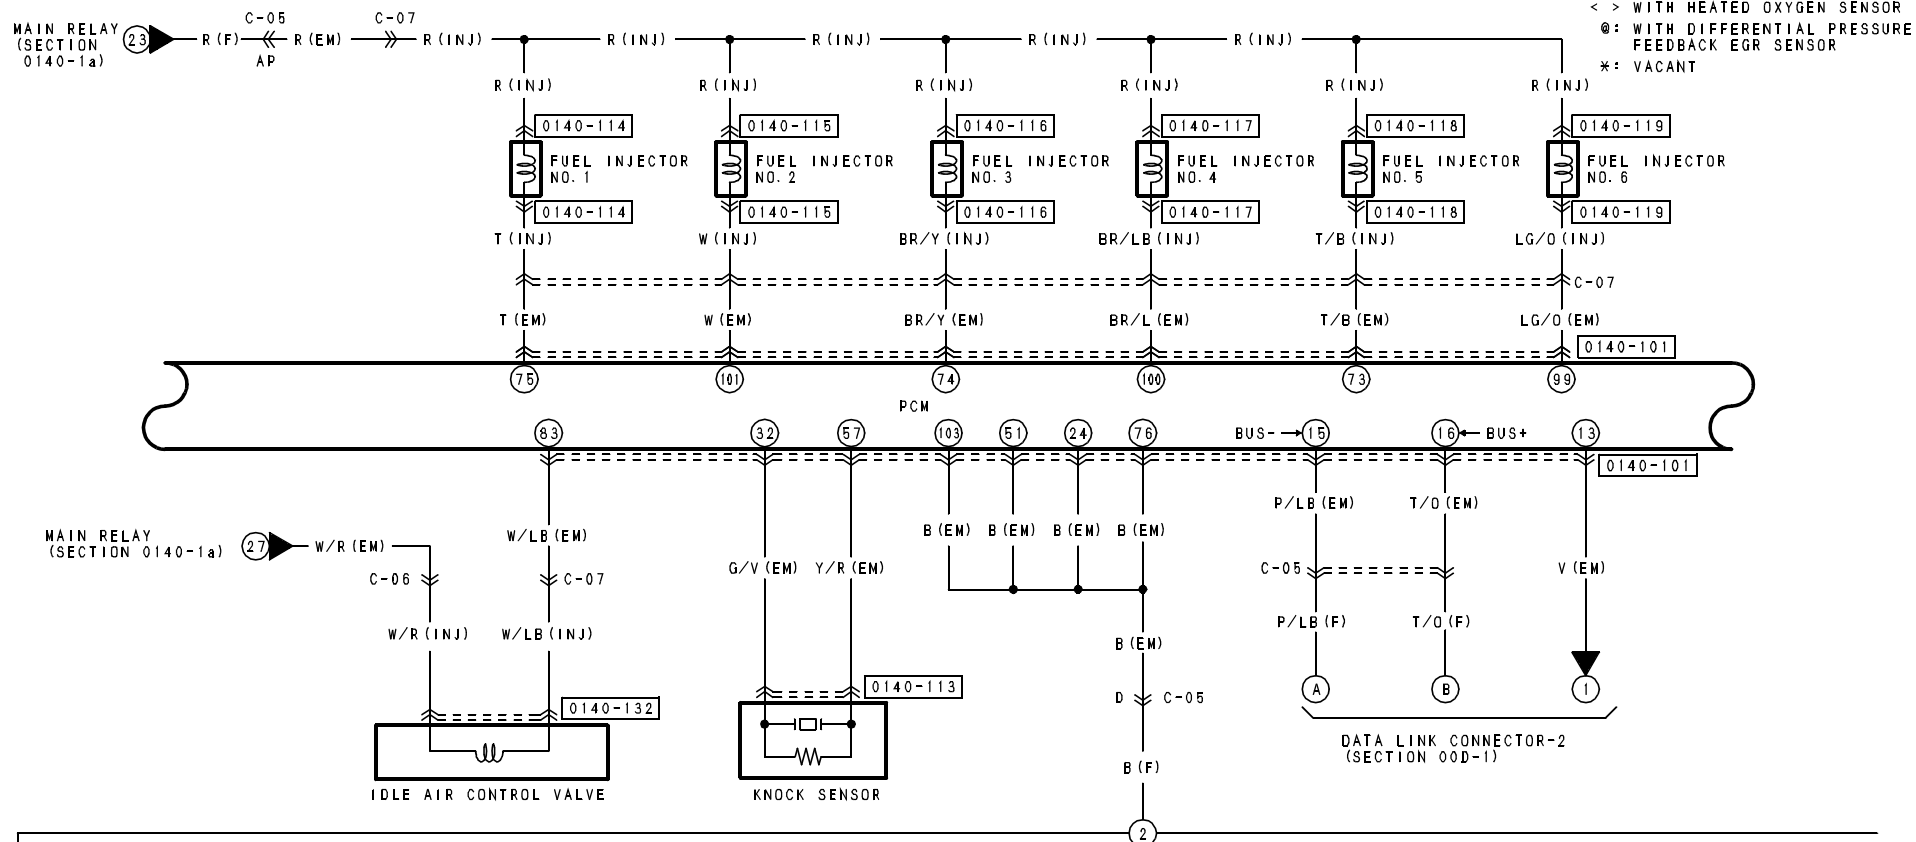 C-05
C-07
< > WITH HEATED OXYGEN SENSOR
MAIN RELAY
(SECTION
0140-1a)
23
R(F)
R(EM)
R(INJ)
R(INJ)
R(INJ)
R(INJ)
R(INJ)
AP
@: WITH DIFFERENTIAL PRESSURE
FEEDBACK EGR SENSOR
*: VACANT
R(INJ)
R(INJ)
R(INJ)
R(INJ)
R(INJ)
R(INJ)
0140-114
0140-115
0140-116
0140-117
0140-118
0140-119
FUEL INJECTOR
NO. 1
FUEL INJECTOR
NO. 2
FUEL INJECTOR
NO. 3
FUEL INJECTOR
NO. 4
FUEL INJECTOR
NO. 5
FUEL INJECTOR
NO. 6
0140-114
0140-115
0140-116
0140-117
0140-118
0140-119
T(INJ)
W(INJ)
BR/Y(INJ)
BR/LB(INJ)
T/B(INJ)
LG/O(INJ)
C-07
T(EM)
W(EM)
BR/Y(EM)
BR/L(EM)
T/B(EM)
LG/O(EM)
0140-101
75
101
74
100
73
99
PCM
83
32
57
103
51
24
76
BUS-
15
16
BUS+
13
0140-101
MAIN RELAY
(SECTION 0140-1a)
27
W/R(EM)
W/LB(EM)
B(EM)
B(EM)
B(EM)
B(EM)
P/LB(EM)
T/O(EM)
C-06
C-07
G/V(EM)
Y/R(EM)
C-05
V(EM)
W/R(INJ)
W/LB(INJ)
B(EM)
P/LB(F)
T/O(F)
0140-132
0140-113
D
C-05
A
B
1
DATA LINK CONNECTOR-2
(SECTION 00D-1)
B(F)
IDLE AIR CONTROL VALVE
KNOCK SENSOR
2